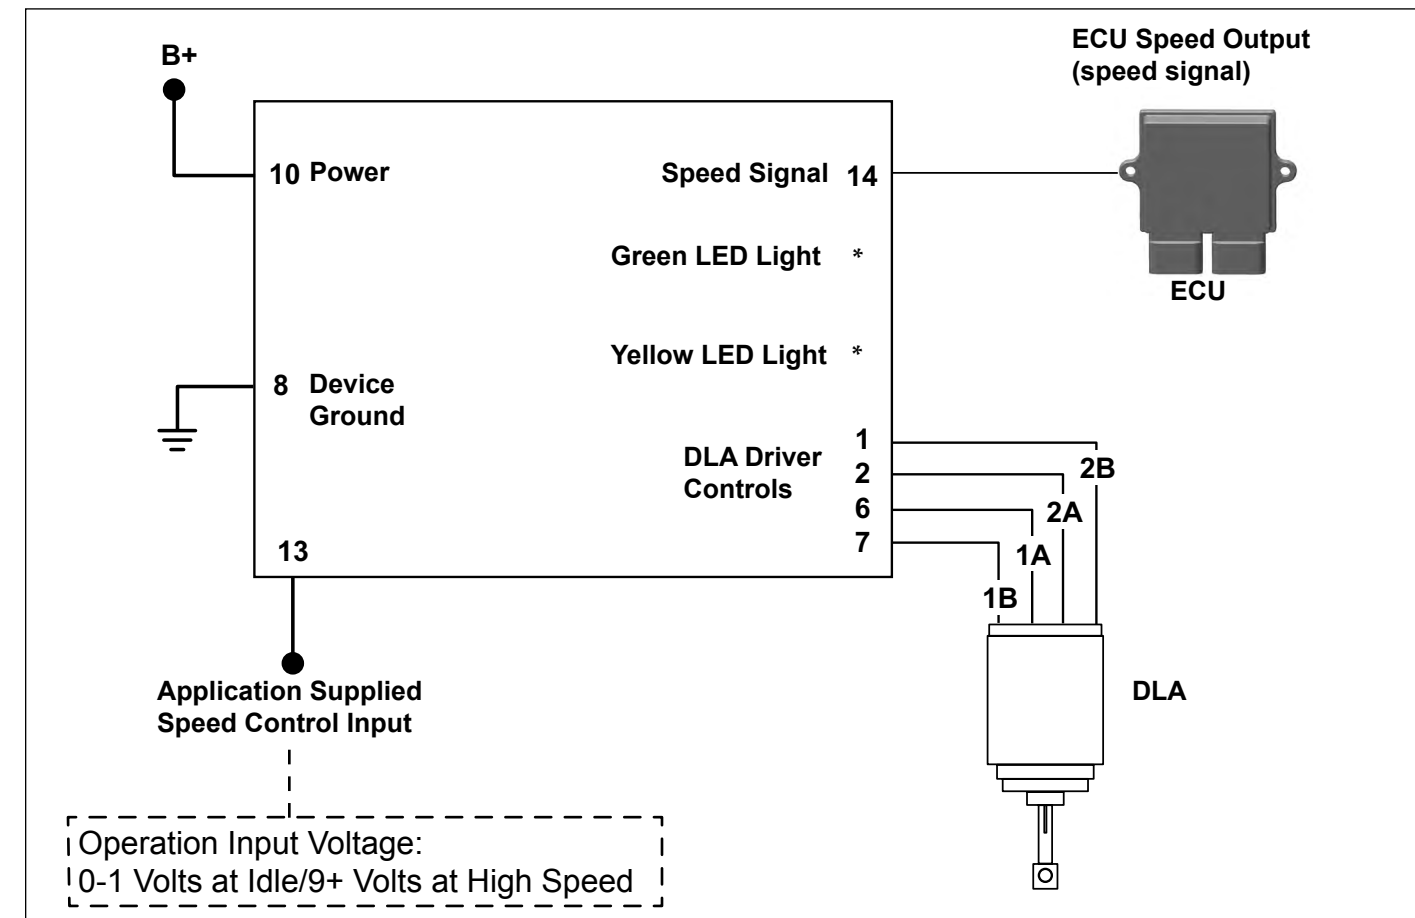 B+
ECU Speed Output
(speed signal)
10 Power
Speed Signal 14
Green LED Light *
ECU
Yellow LED Light *
8 Device
Ground
DLA Driver
Controls
1
2
6
7
2B
2A
1A
1B
13
Application Supplied
Speed Control Input
DLA
Operation Input Voltage:
0-1 Volts at Idle/9+ Volts at High Speed